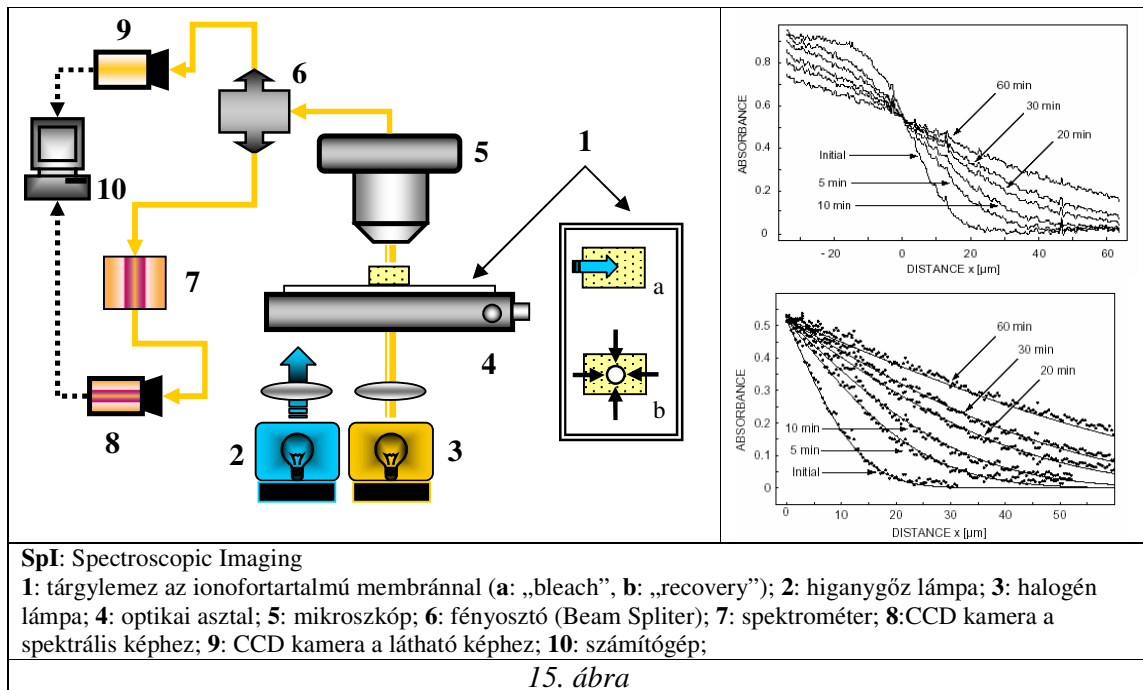 9
6
10
5
1
7
a
4
b
8
2
3
ABSORBANCE
0.8
0.6
0.4
0.2
0
60 min
30 min
20 min
Initial
5 min
10 min
- 20
0
20
40
60
DISTANCE x [µm]
ABSORBANCE
0.5
0.4
0.3
0.2
0.1
0
60 min
30 min
20 min
10 min
5 min
Initial
0
10
20
30
40
50
DISTANCE x [µm]
SpI: Spectroscopic Imaging
1: tárgylemez az ionofortartalmú membránnal (a: „bleach”, b: „recovery”); 2: higanygőz lámpa; 3: halogén
lámpa; 4: optikai asztal; 5: mikroszkóp; 6: fényosztó (Beam Spliter); 7: spektrométer; 8:CCD kamera a
spektrális képhez; 9: CCD kamera a látható képhez; 10: számítógép;
15. ábra